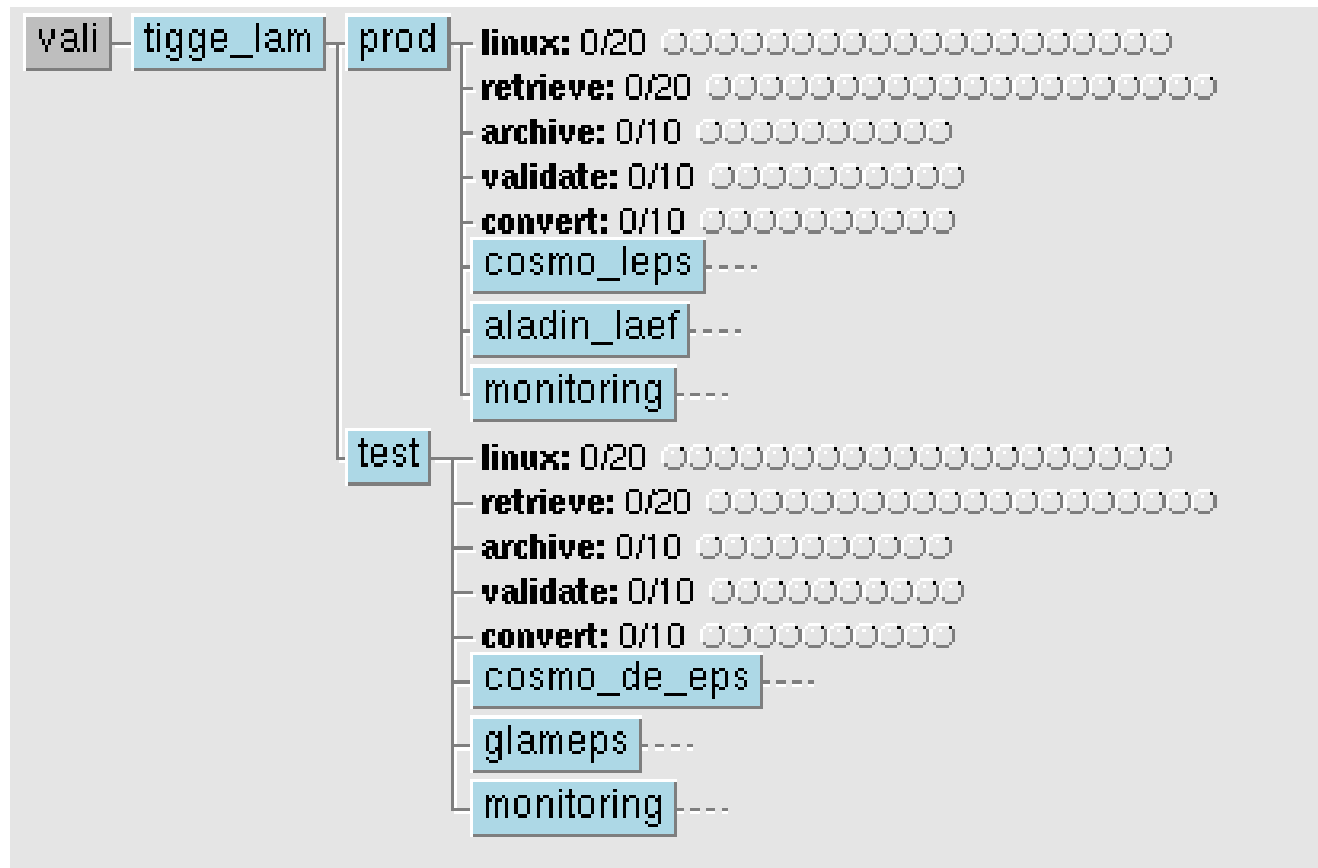 vali tigge_lam prod linux: 0/20
retrieve: 0/20
archive: 0/10
validate: 0/10
convert: 0/10
cosmo_leps
aladin_laef
monitoring
test linux: 0/20
retrieve: 0/20
archive: 0/10
validate: 0/10
convert: 0/10
cosmo_de_eps
glameps
monitoring